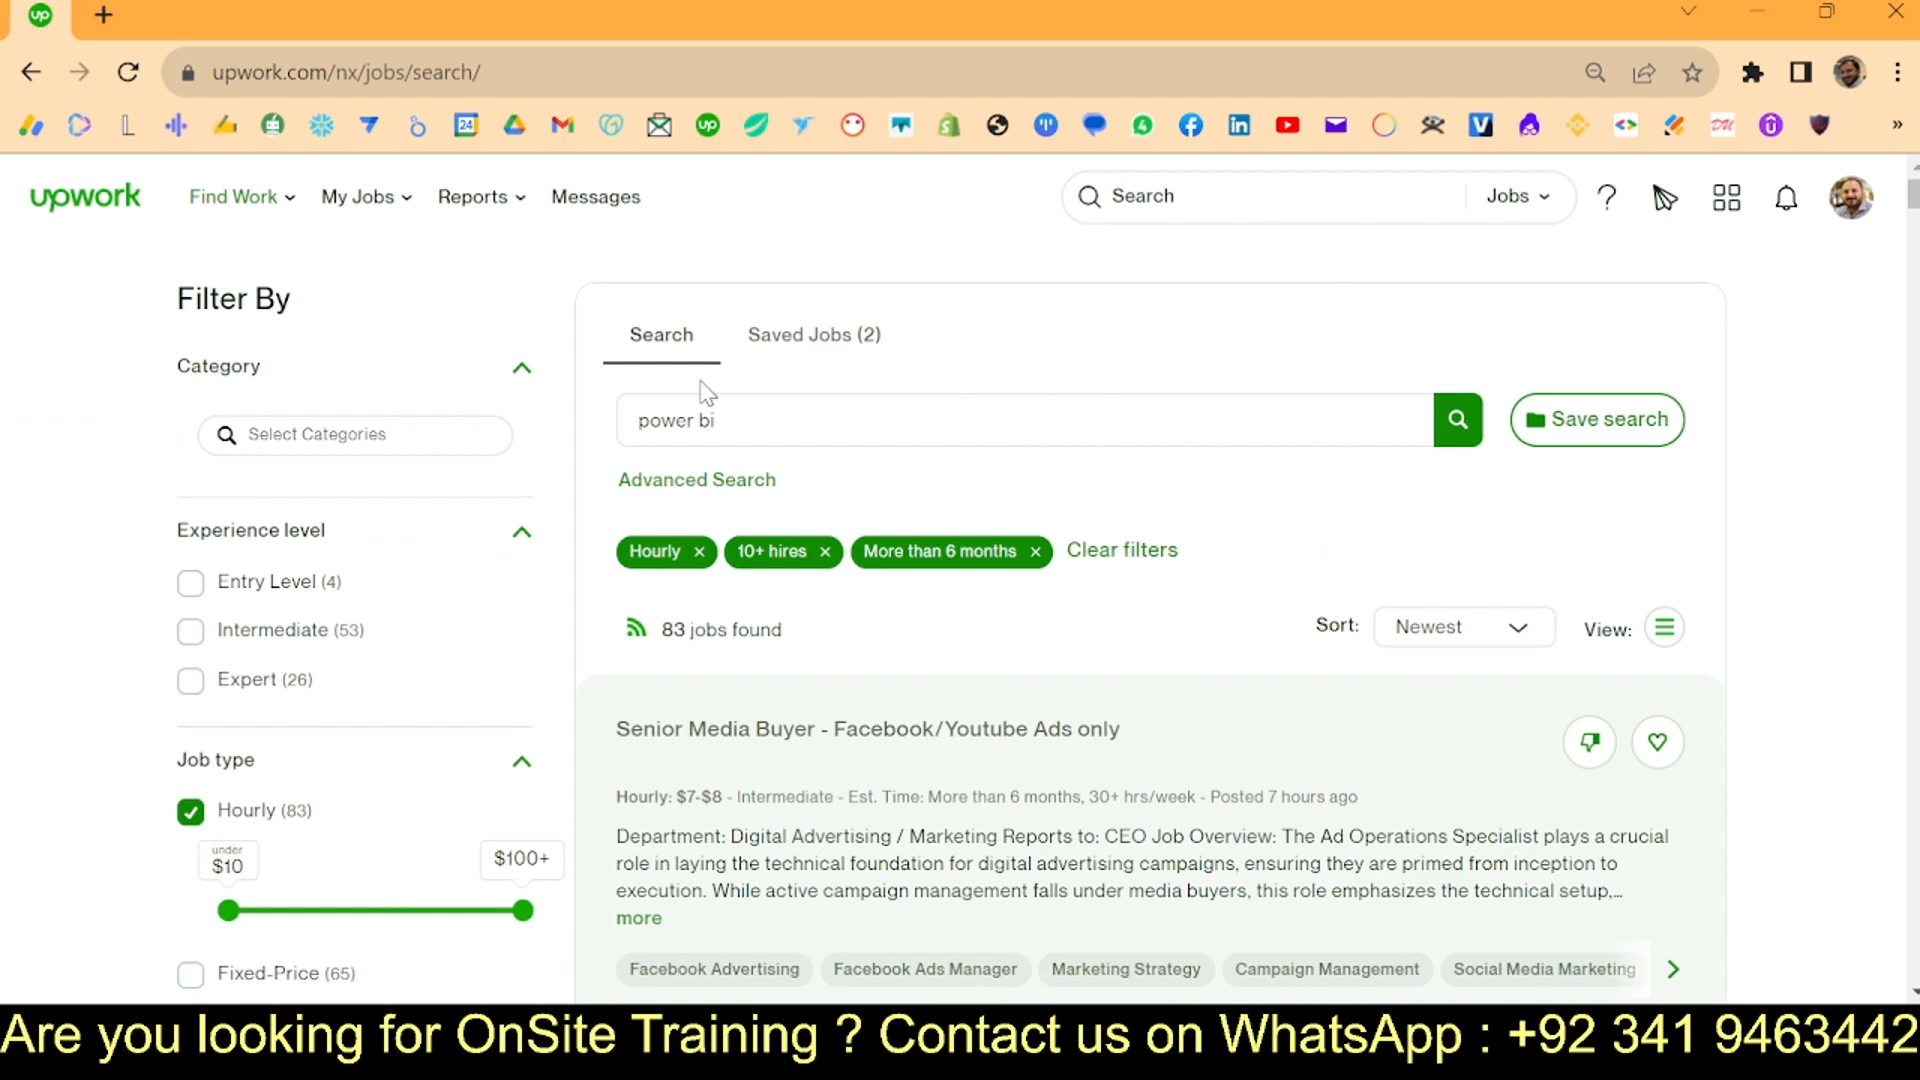 up
upwork.com/nx/jobs/search/
24
up
4
DU
upwork
Find Work
My Jobs
Reports
Messages
Search
Jobs
Filter By
Category
Select Categories
Experience level
Entry Level (4)
Intermediate (53)
Expert (26)
Job type
Hourly (83)
under
$10
$100+
Fixed-Price (65)
Search
Saved Jobs (2)
power bi
Save search
Advanced Search
Hourly ×
10+ hires ×
More than 6 months ×
Clear filters
83 jobs found
Sort:
Newest
View:
Senior Media Buyer - Facebook/Youtube Ads only
Hourly: $7-$8 - Intermediate - Est. Time: More than 6 months, 30+ hrs/week - Posted 7 hours ago
Department: Digital Advertising / Marketing Reports to: CEO Job Overview: The Ad Operations Specialist plays a crucial
role in laying the technical foundation for digital advertising campaigns, ensuring they are primed from inception to
execution. While active campaign management falls under media buyers, this role emphasizes the technical setup,...
more
Facebook Advertising
Facebook Ads Manager
Marketing Strategy
Campaign Management
Social Media Marketing
Are you looking for OnSite Training ? Contact us on WhatsApp : +92 341 9463442